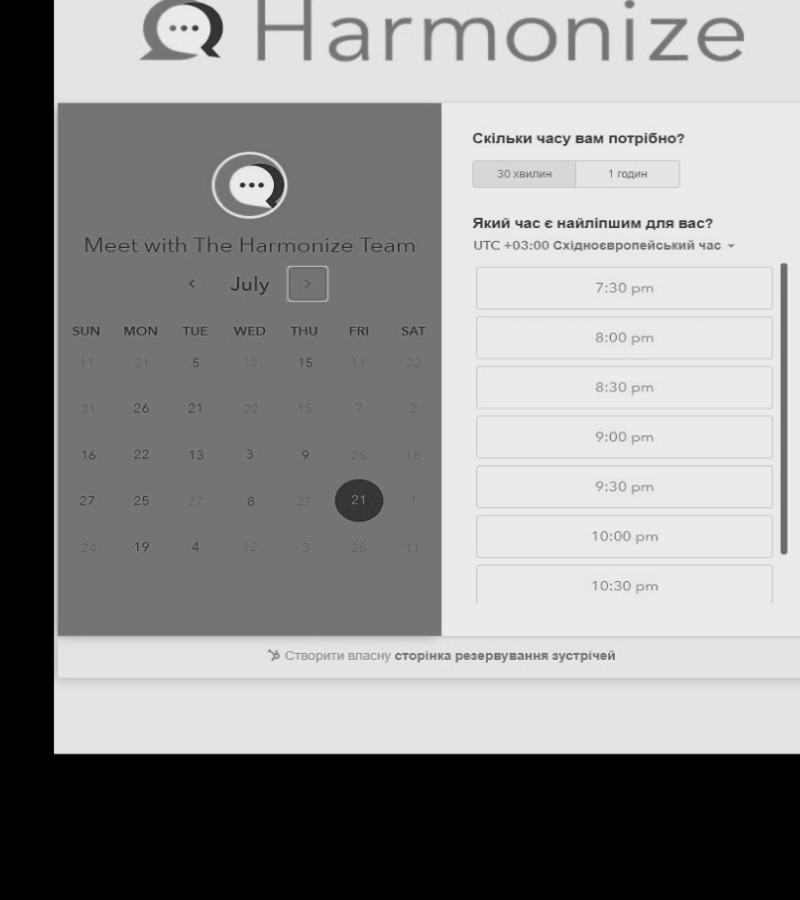 Harmonize
Meet with The Harmonize Team
July
SUN MON TUE WED THU FRI SAT
11 21 5 13 15 11 22
31 26 21 22 15 7 2
16 22 13 3 9 26 18
27 25 27 8 27 21 1
24 19 4 12 3 28 11
Скільки часу вам потрібно?
30 хвилин 1 годин
Який час є найліпшим для вас?
UTC +03:00 Східноєвропейський час
7:30 pm
8:00 pm
8:30 pm
9:00 pm
9:30 pm
10:00 pm
10:30 pm
Створити власну сторінка резервування зустрічей